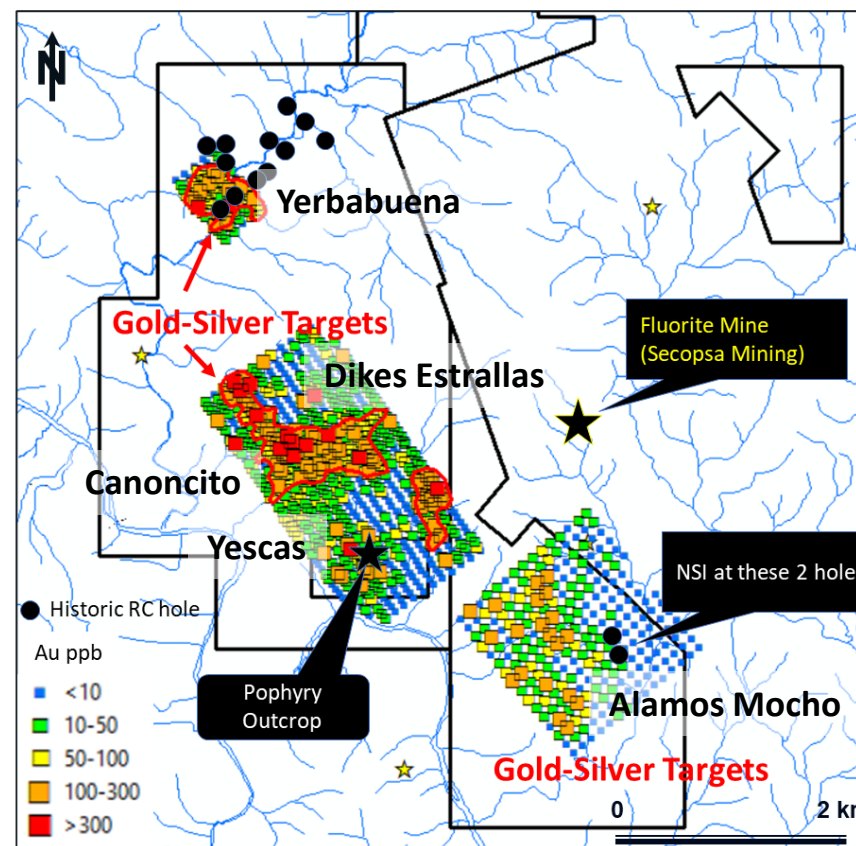 N
Yerbabuena
Gold-Silver Targets
Fluorite Mine
(Secopsa Mining)
Dikes Estrallas
Canoncito
Yescas
NSI at these 2 hole
Historic RC hole
Au ppb
<10
10-50
50-100
100-300
>300
Pophyry
Outcrop
Alamos Mocho
Gold-Silver Targets
0 2 km